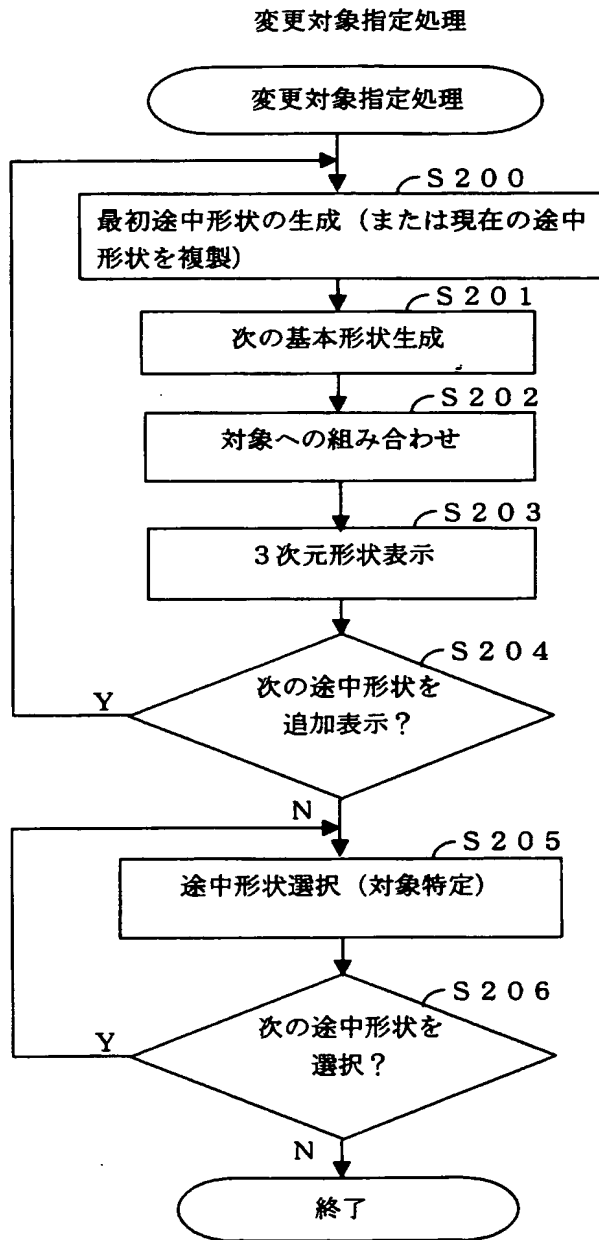 変更対象指定処理
変更対象指定処理
S200
最初途中形状の生成(または現在の途中
形状を複製)
S201
次の基本形状生成
S202
対象への組み合わせ
S203
3次元形状表示
S204
次の途中形状を
追加表示?
Y
N
S205
途中形状選択(対象特定)
S206
次の途中形状を
選択?
Y
N
終了